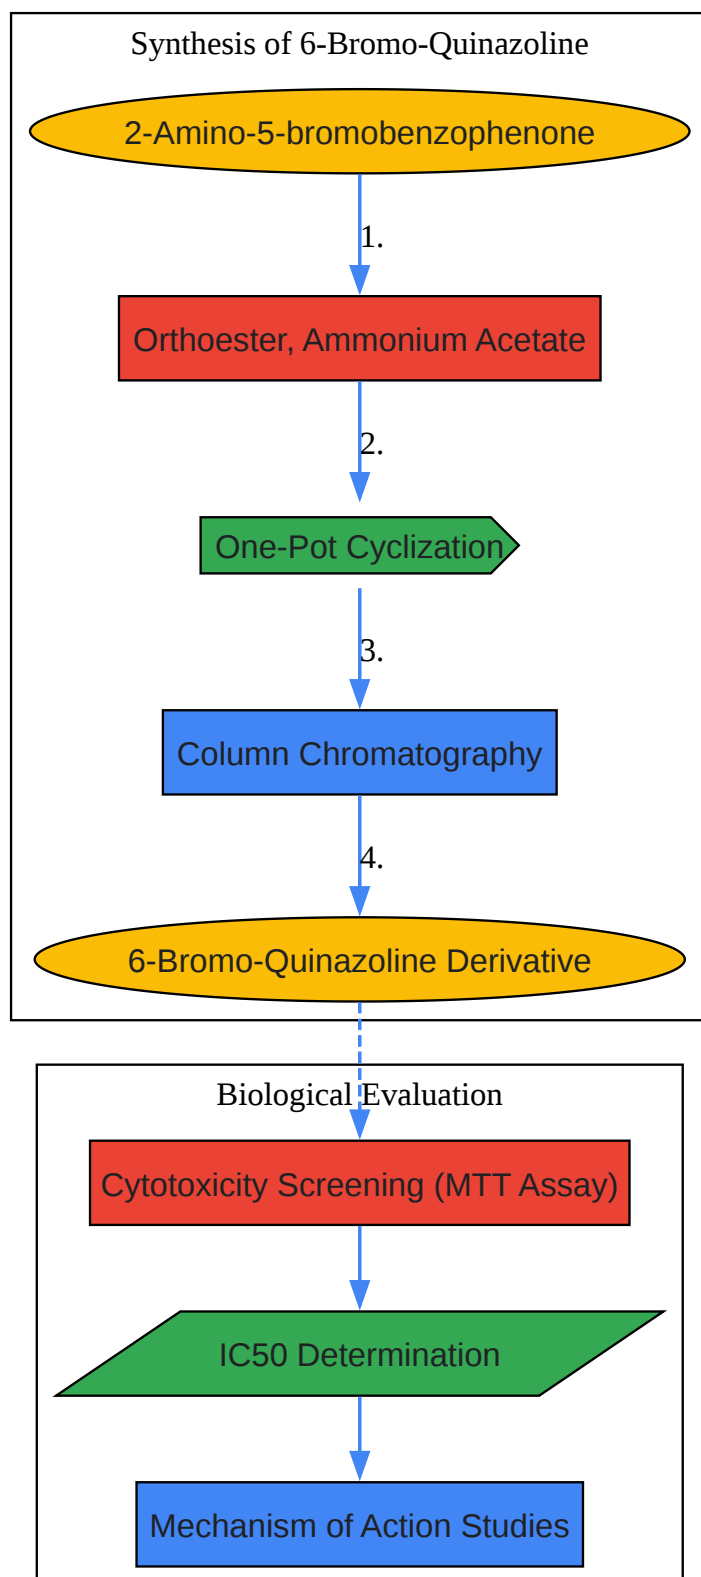 Synthesis of 6-Bromo-Quinazoline
2-Amino-5-bromobenzophenone
1.
Orthoester, Ammonium Acetate
2.
One-Pot Cyclization
3.
Column Chromatography
4.
6-Bromo-Quinazoline Derivative
Biological Evaluation
Cytotoxicity Screening (MTT Assay)
IC50 Determination
Mechanism of Action Studies